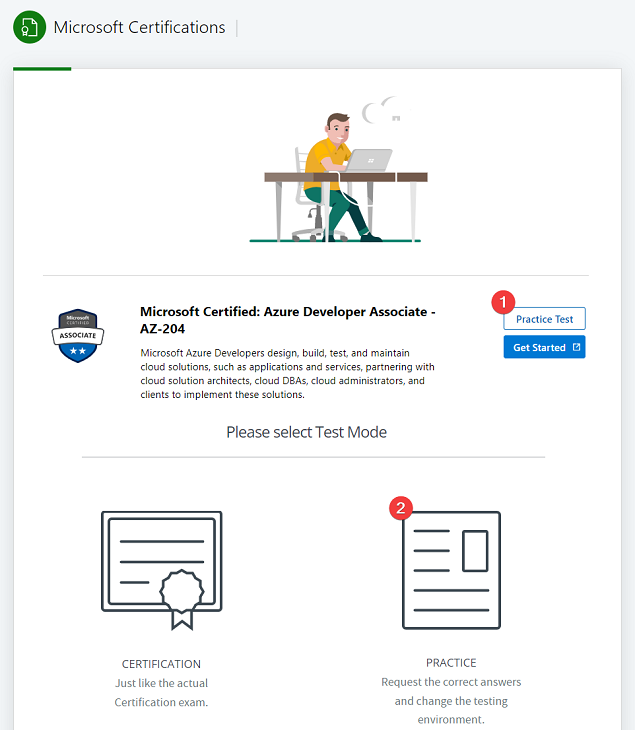 Microsoft Certifications
Microsoft Certified: Azure Developer Associate -
AZ-204
Microsoft
CERTIFIED
ASSOCIATE
Microsoft Azure Developers design, build, test, and maintain
cloud solutions, such as applications and services, partnering with
cloud solution architects, cloud DBAs, cloud administrators, and
clients to implement these solutions.
1
Practice Test
Get Started
Please select Test Mode
2
CERTIFICATION
Just like the actual
Certification exam.
PRACTICE
Request the correct answers
and change the testing
environment.